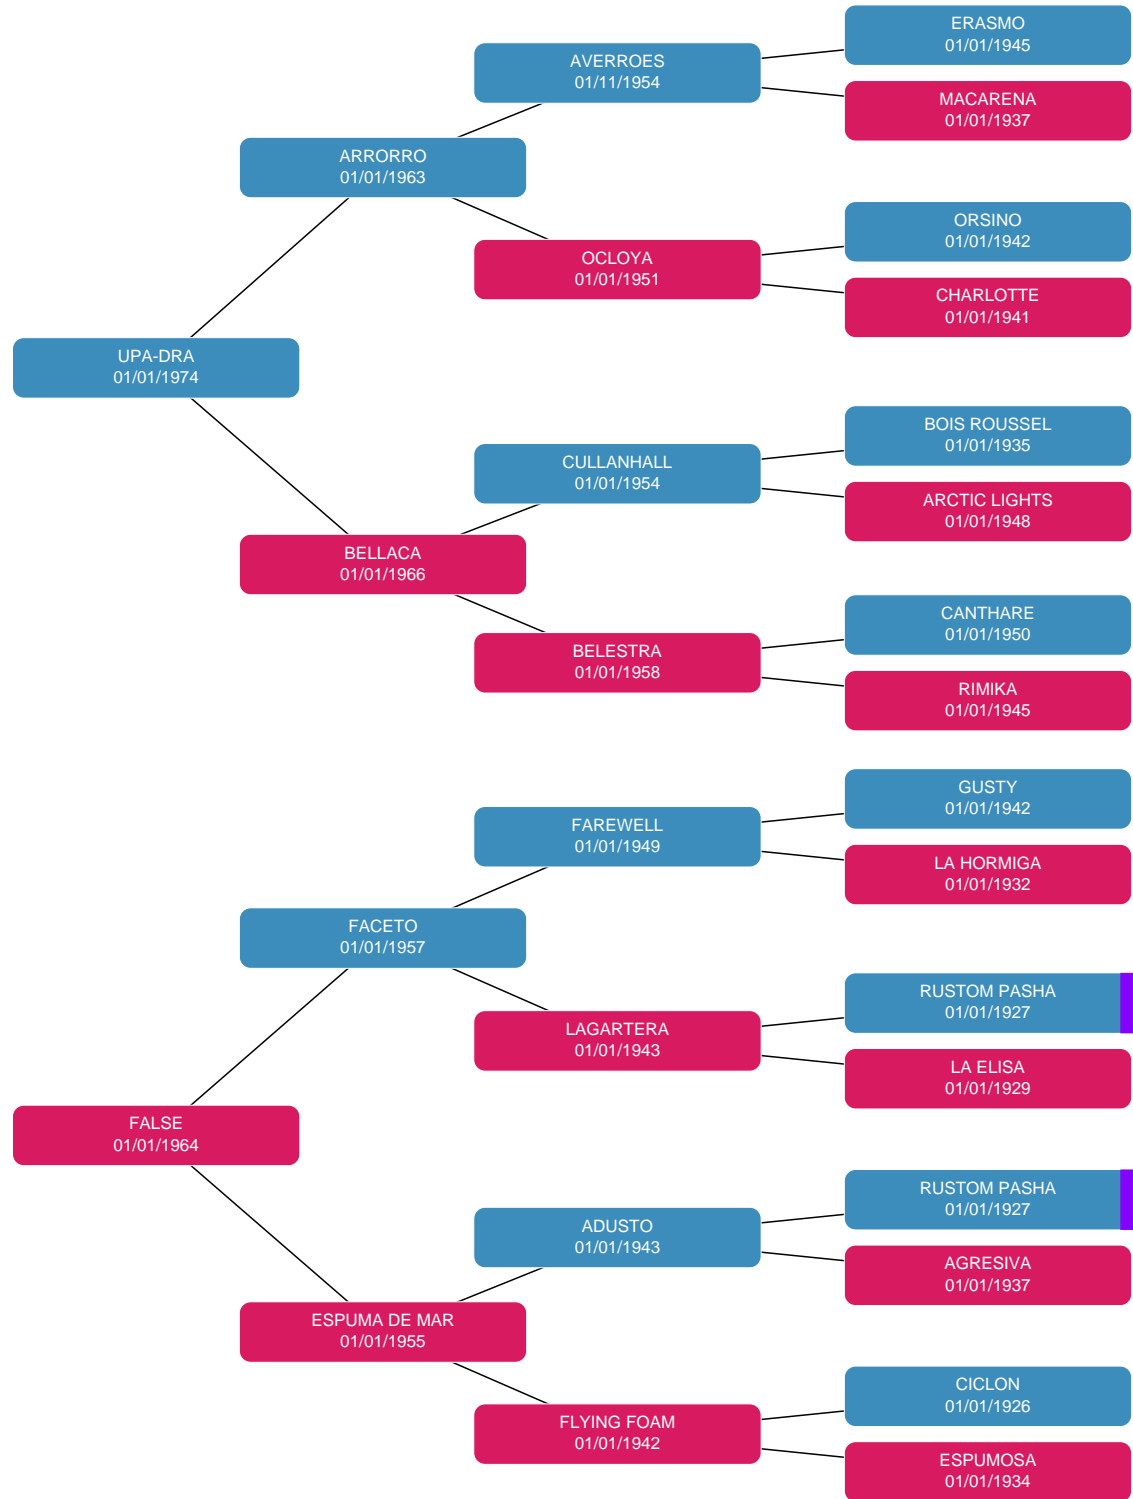 ERASMO
01/01/1945
AVERROES
01/11/1954
MACARENA
01/01/1937
ARRORRO
01/01/1963
ORSINO
01/01/1942
OCLOYA
01/01/1951
CHARLOTTE
01/01/1941
UPA-DRA
01/01/1974
BOIS ROUSSEL
01/01/1935
CULLANHALL
01/01/1954
ARCTIC LIGHTS
01/01/1948
BELLACA
01/01/1966
CANTHARE
01/01/1950
BELESTRA
01/01/1958
RIMIKA
01/01/1945
GUSTY
01/01/1942
FAREWELL
01/01/1949
LA HORMIGA
01/01/1932
FACETO
01/01/1957
RUSTOM PASHA
01/01/1927
LAGARTERA
01/01/1943
LA ELISA
01/01/1929
FALSE
01/01/1964
RUSTOM PASHA
01/01/1927
ADUSTO
01/01/1943
AGRESIVA
01/01/1937
ESPUMA DE MAR
01/01/1955
CICLON
01/01/1926
FLYING FOAM
01/01/1942
ESPUMOSA
01/01/1934